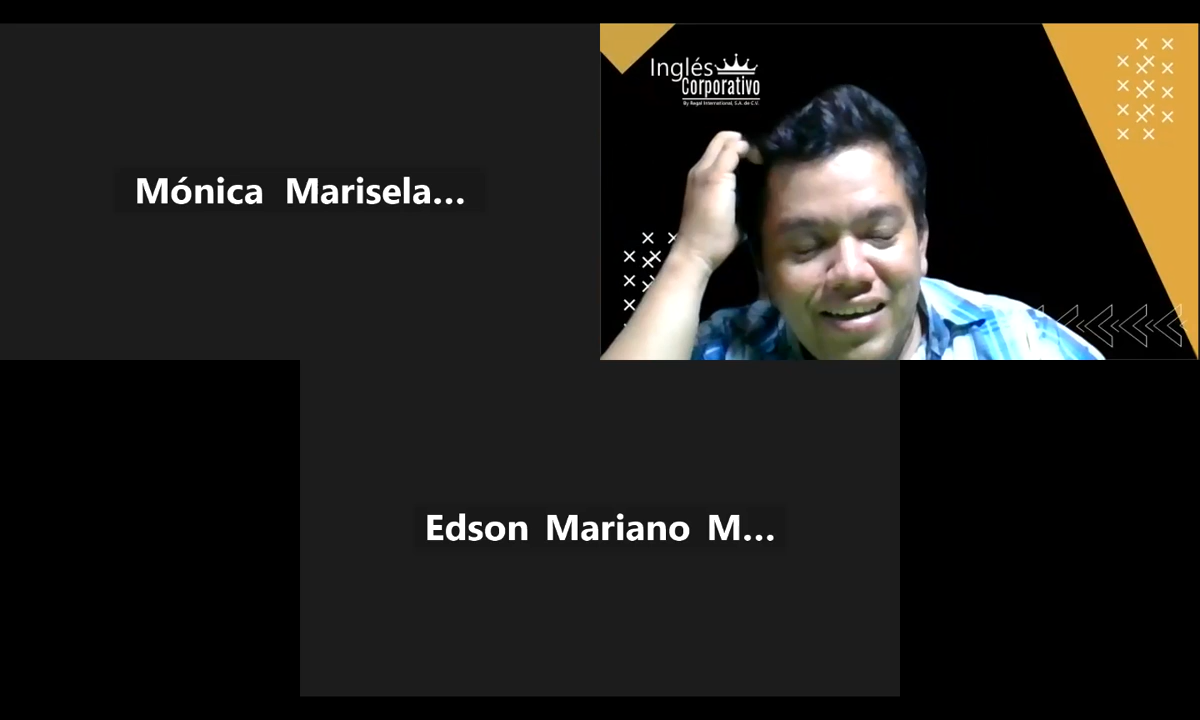 Mónica Marisela...
Inglés
Corporativo
By Regal International, S.A. de C.V.
Edson Mariano M...